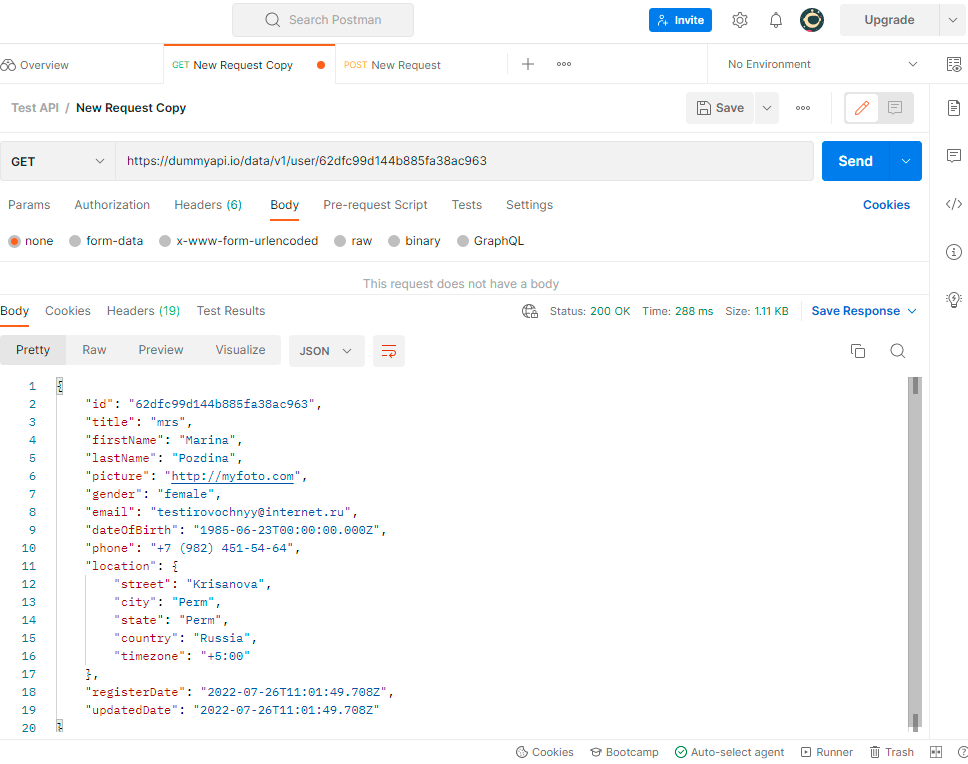 Search Postman
Invite
Upgrade
Overview
GET New Request Copy
POST New Request
No Environment
Test API / New Request Copy
Save
GET
https://dummyapi.io/data/v1/user/62dfc99d144b885fa38ac963
Send
Params Authorization Headers (6) Body Pre-request Script Tests Settings Cookies
none form-data x-www-form-urlencoded raw binary GraphQL
This request does not have a body
Body Cookies Headers (19) Test Results Status: 200 OK Time: 288 ms Size: 1.11 KB Save Response
Pretty Raw Preview Visualize JSON
1 {
2 "id": "62dfc99d144b885fa38ac963",
3 "title": "mrs",
4 "firstName": "Marina",
5 "lastName": "Pozdina",
6 "picture": "http://myfoto.com",
7 "gender": "female",
8 "email": "testirovochnyy@internet.ru",
9 "dateOfBirth": "1985-06-23T00:00:00.000Z",
10 "phone": "+7 (982) 451-54-64",
11 "location": {
12 "street": "Krisanova",
13 "city": "Perm",
14 "state": "Perm",
15 "country": "Russia",
16 "timezone": "+5:00"
17 },
18 "registerDate": "2022-07-26T11:01:49.708Z",
19 "updatedDate": "2022-07-26T11:01:49.708Z"
20 }
Cookies Bootcamp Auto-select agent Runner Trash